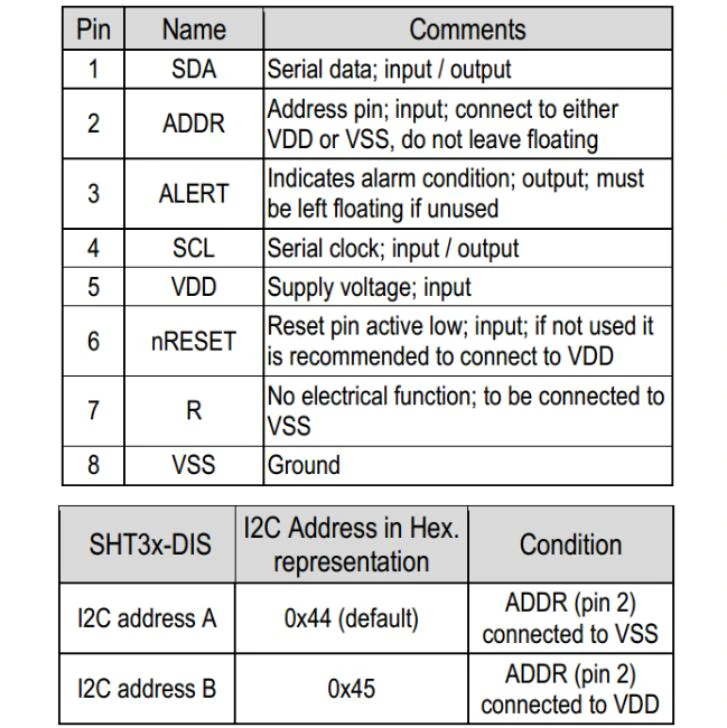 Pin Name Comments
1 SDA Serial data; input / output
2 ADDR Address pin; input; connect to either
VDD or VSS, do not leave floating
3 ALERT Indicates alarm condition; output; must
be left floating if unused
4 SCL Serial clock; input / output
5 VDD Supply voltage; input
6 nRESET Reset pin active low; input; if not used it
is recommended to connect to VDD
7 R No electrical function; to be connected to
VSS
8 VSS Ground
SHT3x-DIS I2C Address in Hex.
representation Condition
I2C address A 0x44 (default) ADDR (pin 2)
connected to VSS
I2C address B 0x45 ADDR (pin 2)
connected to VDD